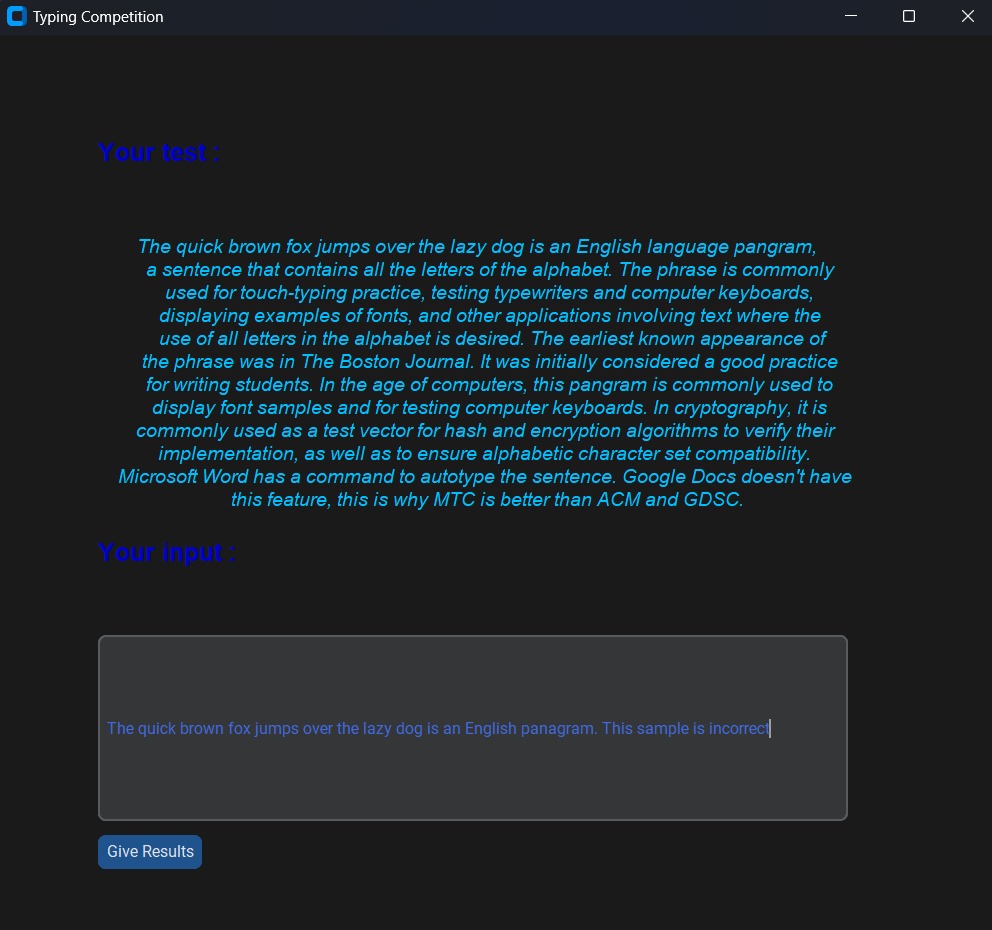 Typing Competition
Your test :
The quick brown fox jumps over the lazy dog is an English language pangram,
a sentence that contains all the letters of the alphabet. The phrase is commonly
used for touch-typing practice, testing typewriters and computer keyboards,
displaying examples of fonts, and other applications involving text where the
use of all letters in the alphabet is desired. The earliest known appearance of
the phrase was in The Boston Journal. It was initially considered a good practice
for writing students. In the age of computers, this pangram is commonly used to
display font samples and for testing computer keyboards. In cryptography, it is
commonly used as a test vector for hash and encryption algorithms to verify their
implementation, as well as to ensure alphabetic character set compatibility.
Microsoft Word has a command to autotype the sentence. Google Docs doesn't have
this feature, this is why MTC is better than ACM and GDSC.
Your input :
The quick brown fox jumps over the lazy dog is an English panagram. This sample is incorrect
Give Results